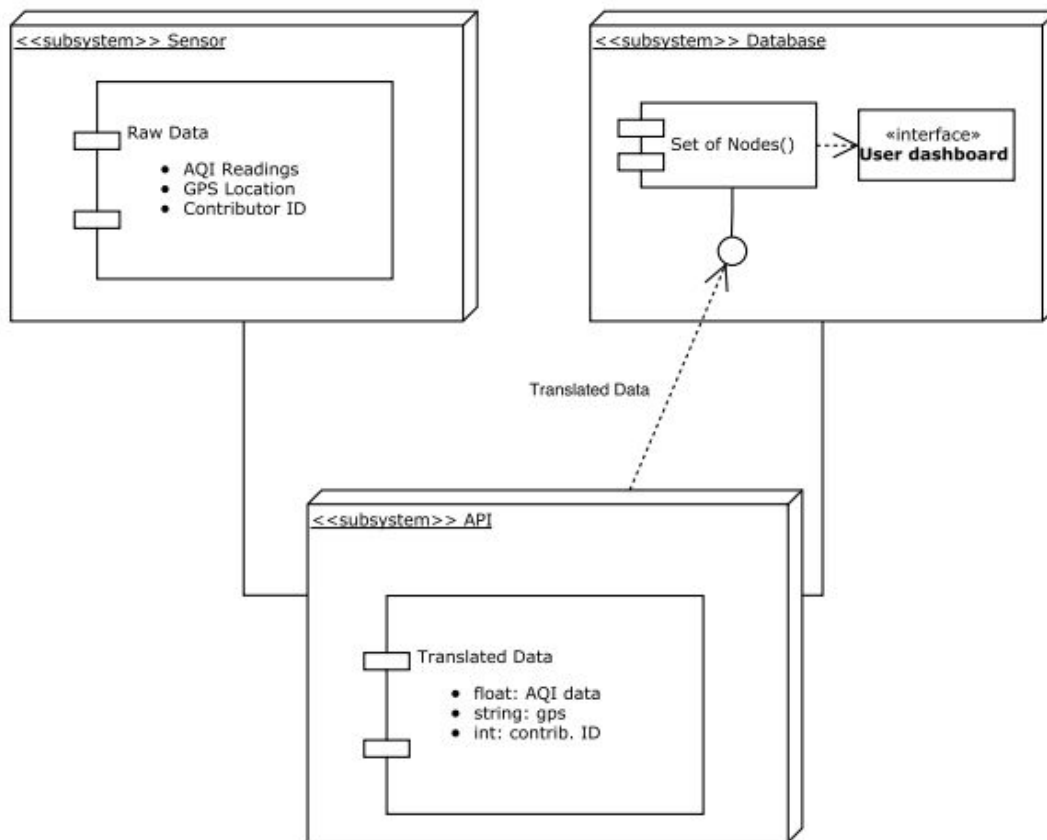 <<subsystem>> Sensor
Raw Data
• AQI Readings
• GPS Location
• Contributor ID
<<subsystem>> Database
Set of Nodes()
«interface»
User dashboard
Translated Data
<<subsystem>> API
Translated Data
• float: AQI data
• string: gps
• int: contrib. ID